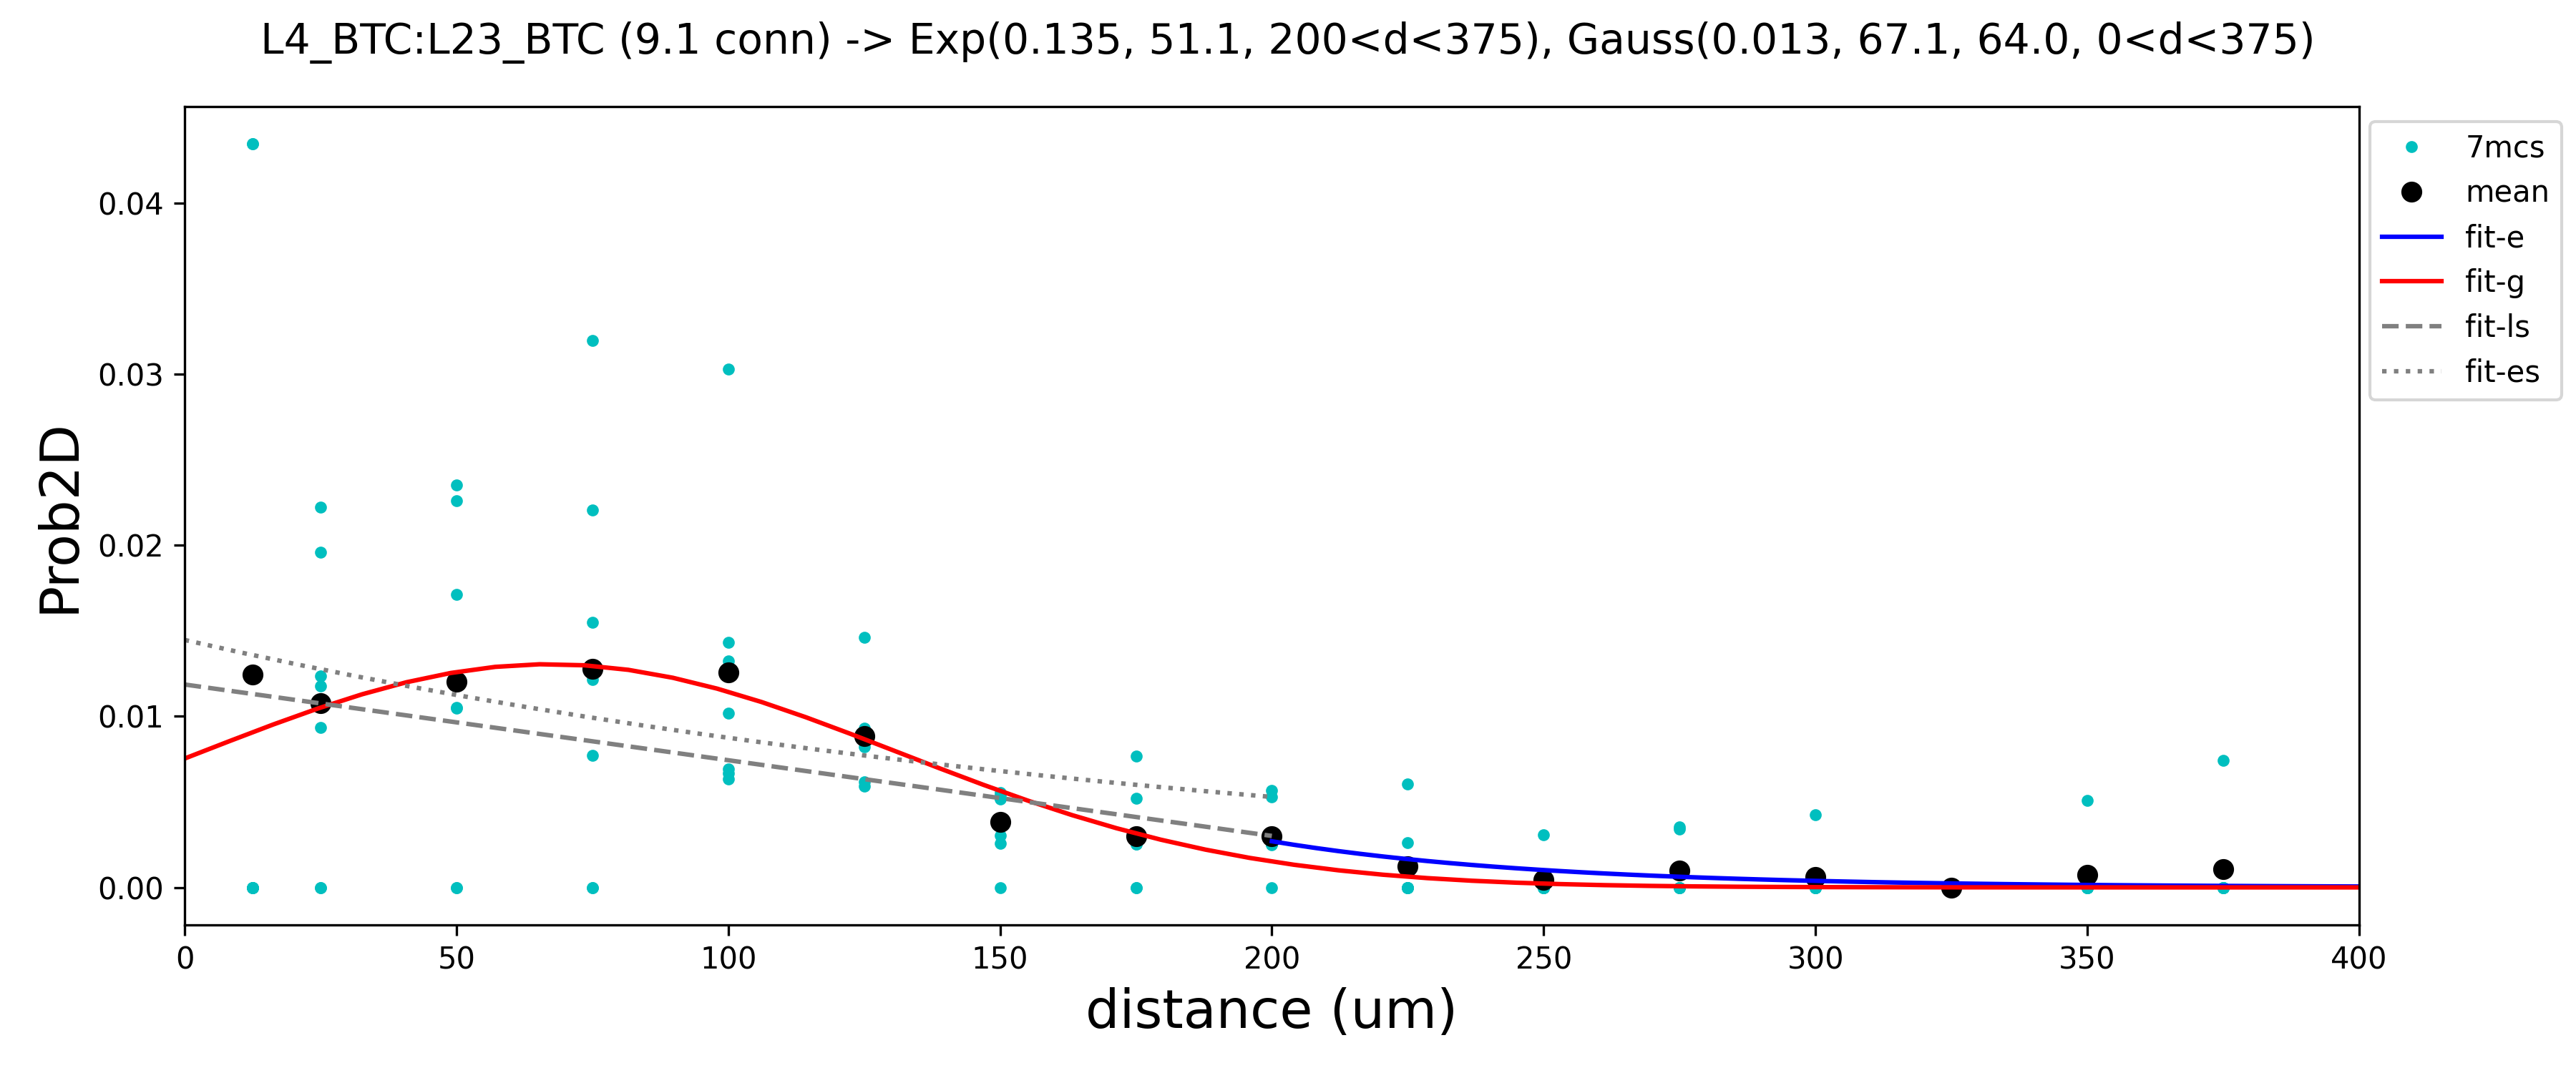 L4_BTC:L23_BTC (9.1 conn) -> Exp(0.135, 51.1, 200<d<375), Gauss(0.013, 67.1, 64.0, 0<d<375)
7mcs
mean
fit-e
fit-g
fit-ls
fit-es
Prob2D
0.04
0.03
0.02
0.01
0.00
0 50 100 150 200 250 300 350 400
distance (um)